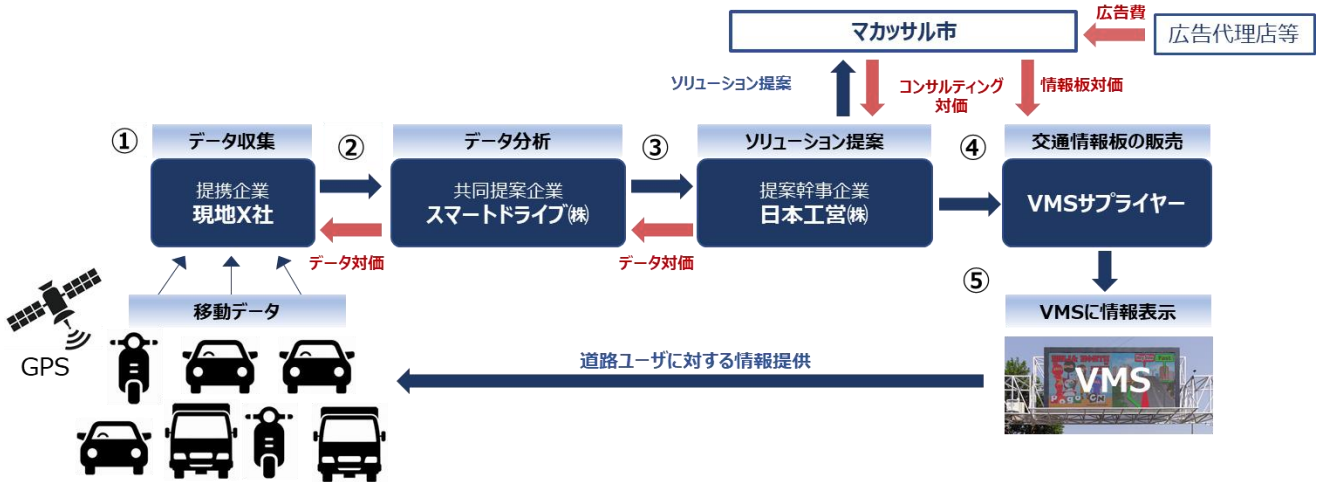 広告費
マカッサル市
広告代理店等
ソリューション提案
コンサルティング
対価
情報板対価
①
データ収集
②
データ分析
③
ソリューション提案
④
交通情報板の販売
提携企業
現地X社
共同提案企業
スマートドライブ㈱
提案幹事企業
日本工営㈱
VMSサプライヤー
データ対価
データ対価
⑤
移動データ
VMSに情報表示
GPS
道路ユーザに対する情報提供
VMS